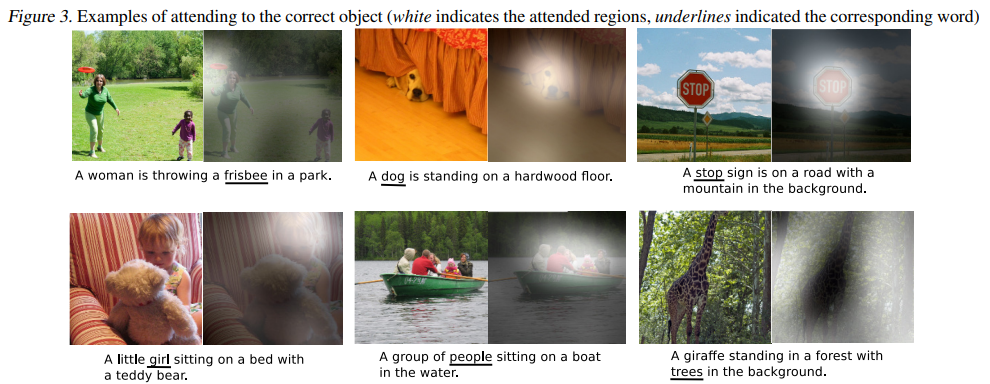 Figure 3. Examples of attending to the correct object (white indicates the attended regions, underlines indicated the corresponding word)
STOP
STOP
A woman is throwing a frisbee in a park.
A dog is standing on a hardwood floor.
A stop sign is on a road with a
mountain in the background.
A little girl sitting on a bed with
a teddy bear.
A group of people sitting on a boat
in the water.
A giraffe standing in a forest with
trees in the background.